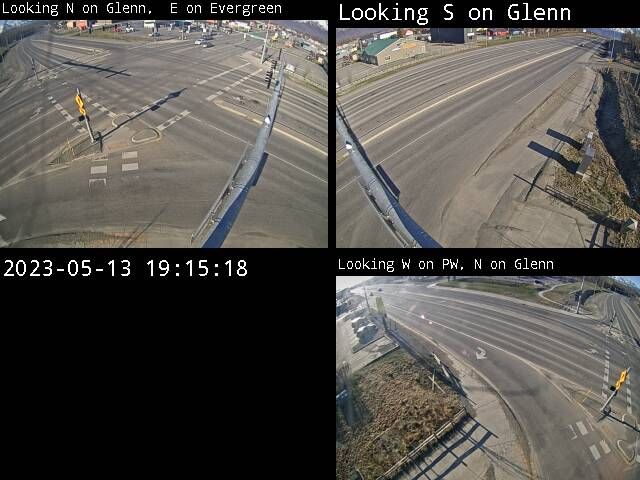 Looking N on Glenn,  E on Evergreen
Looking S on Glenn
2023-05-13 19:15:18
Looking W on PW, N on Glenn